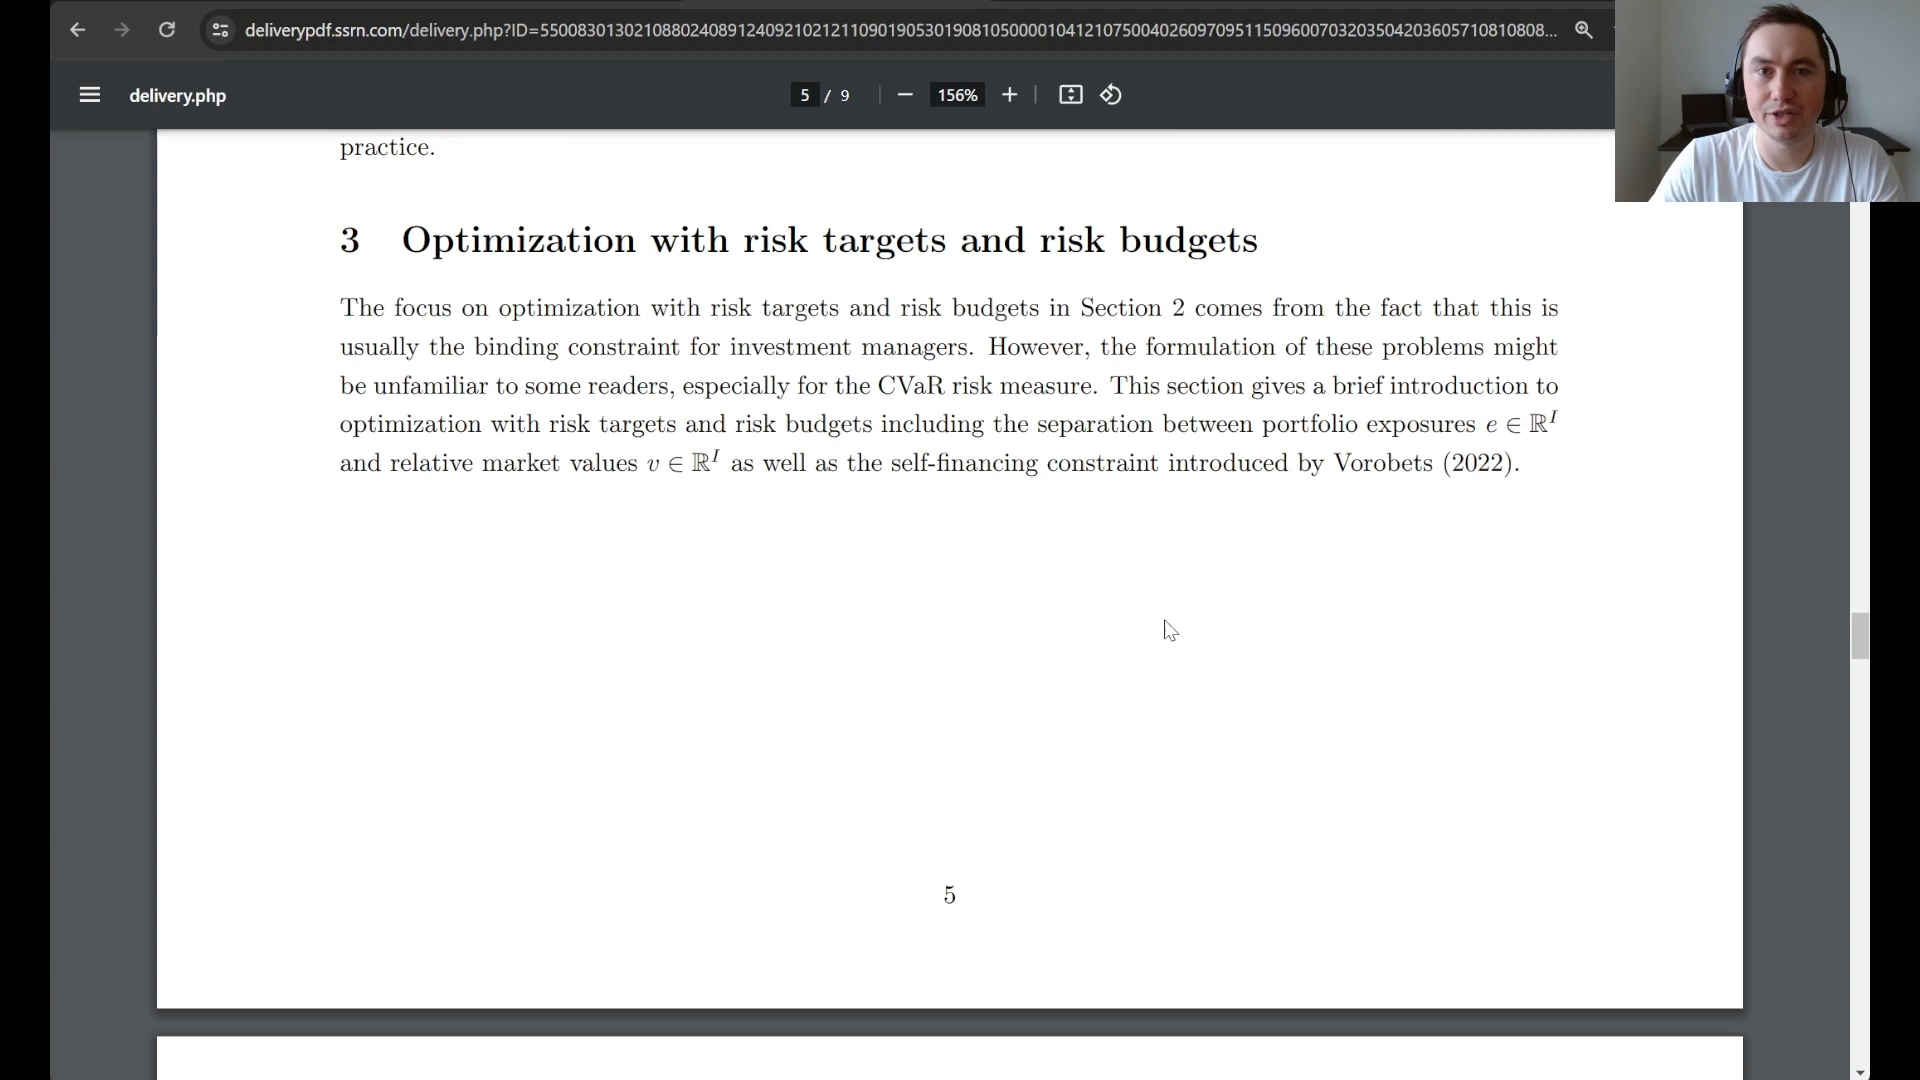 deliverypdf.ssrn.com/delivery.php?ID=550083013021088024089124092102121109019053019081050000104121075004026097095115096007032035042036057108108​08...
delivery.php
5 / 9
156%
practice.
3 Optimization with risk targets and risk budgets
The focus on optimization with risk targets and risk budgets in Section 2 comes from the fact that this is
usually the binding constraint for investment managers. However, the formulation of these problems might
be unfamiliar to some readers, especially for the CVaR risk measure. This section gives a brief introduction to
optimization with risk targets and risk budgets including the separation between portfolio exposures e ∈ ℝᴵ
and relative market values v ∈ ℝᴵ as well as the self-financing constraint introduced by Vorobets (2022).
5